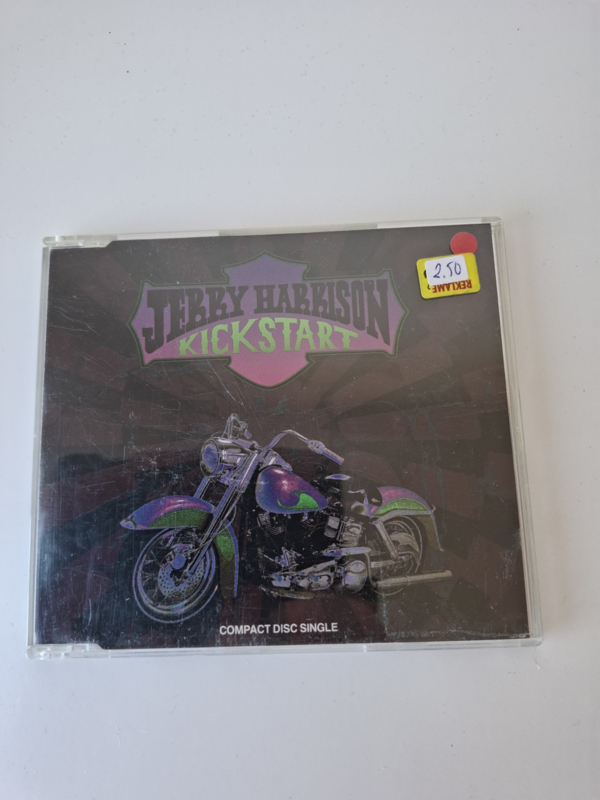 JERRY HARRISON
KICKSTART
2.50
REKLAME
COMPACT DISC SINGLE